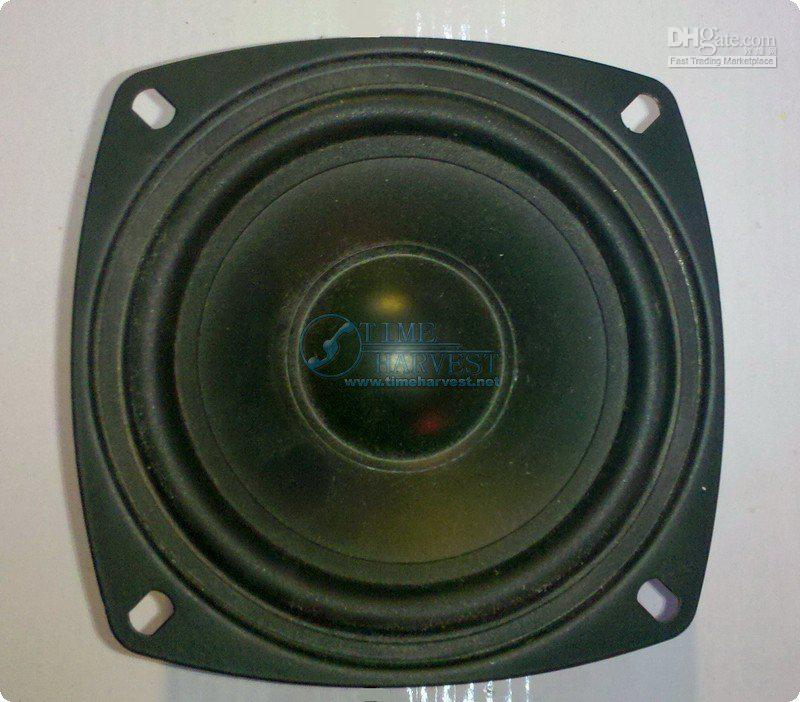 DHgate.com
Fast Trading Marketplace
TIME
HARVEST
www.timeharvest.net